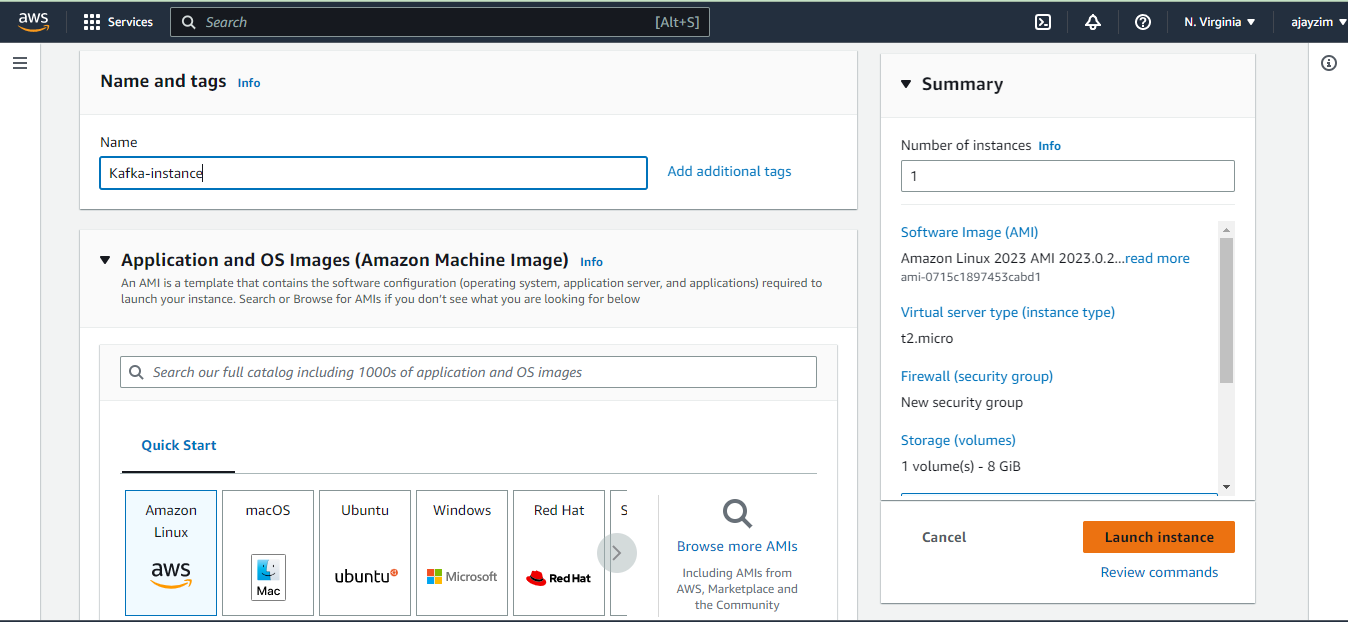 aws
Services
Search
[Alt+S]
N. Virginia
ajayzim
Name and tags Info
Name
Kafka-instance
Add additional tags
Application and OS Images (Amazon Machine Image) Info
An AMI is a template that contains the software configuration (operating system, application server, and applications) required to
launch your instance. Search or Browse for AMIs if you don't see what you are looking for below
Search our full catalog including 1000s of application and OS images
Quick Start
Amazon
Linux
aws
macOS
Mac
Ubuntu
ubuntu
Windows
Microsoft
Red Hat
Red Hat
S
Browse more AMIs
Including AMIs from
AWS, Marketplace and
the Community
Summary
Number of instances Info
1
Software Image (AMI)
Amazon Linux 2023 AMI 2023.0.2...read more
ami-0715c1897453cabd1
Virtual server type (instance type)
t2.micro
Firewall (security group)
New security group
Storage (volumes)
1 volume(s) - 8 GiB
Cancel
Launch instance
Review commands